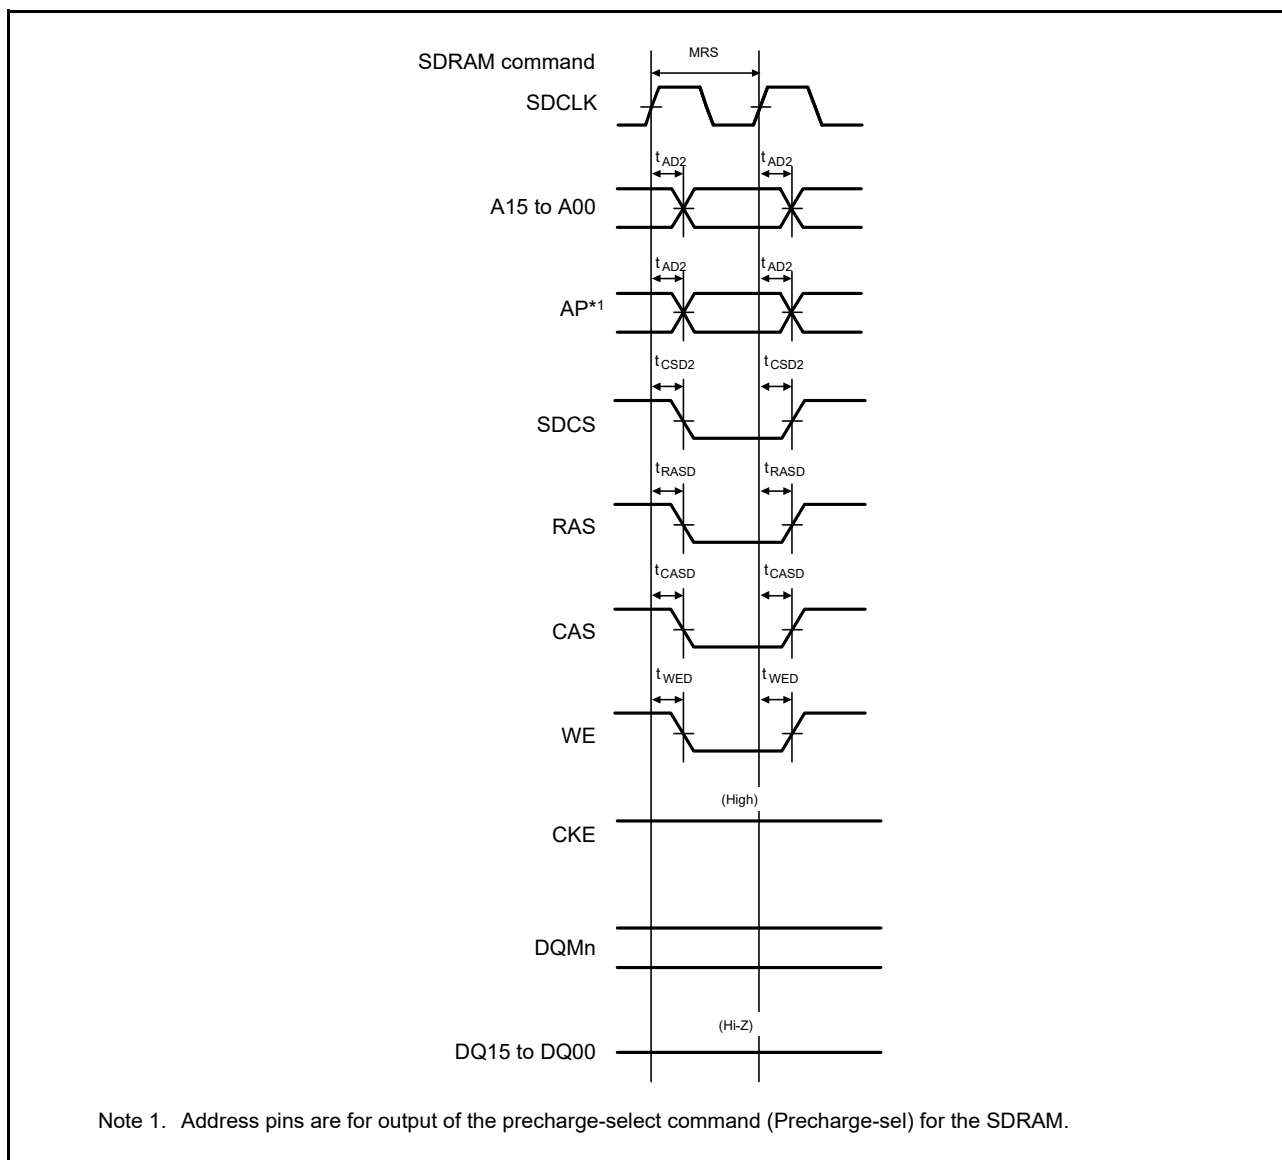 MRS
SDRAM command
SDCLK
tAD2 tAD2
A15 to A00
tAD2 tAD2
AP*1
tCSD2 tCSD2
SDCS
tRASD tRASD
RAS
tCASD tCASD
CAS
tWED tWED
WE
(High)
CKE
DQMn
(Hi-Z)
DQ15 to DQ00
Note 1. Address pins are for output of the precharge-select command (Precharge-sel) for the SDRAM.